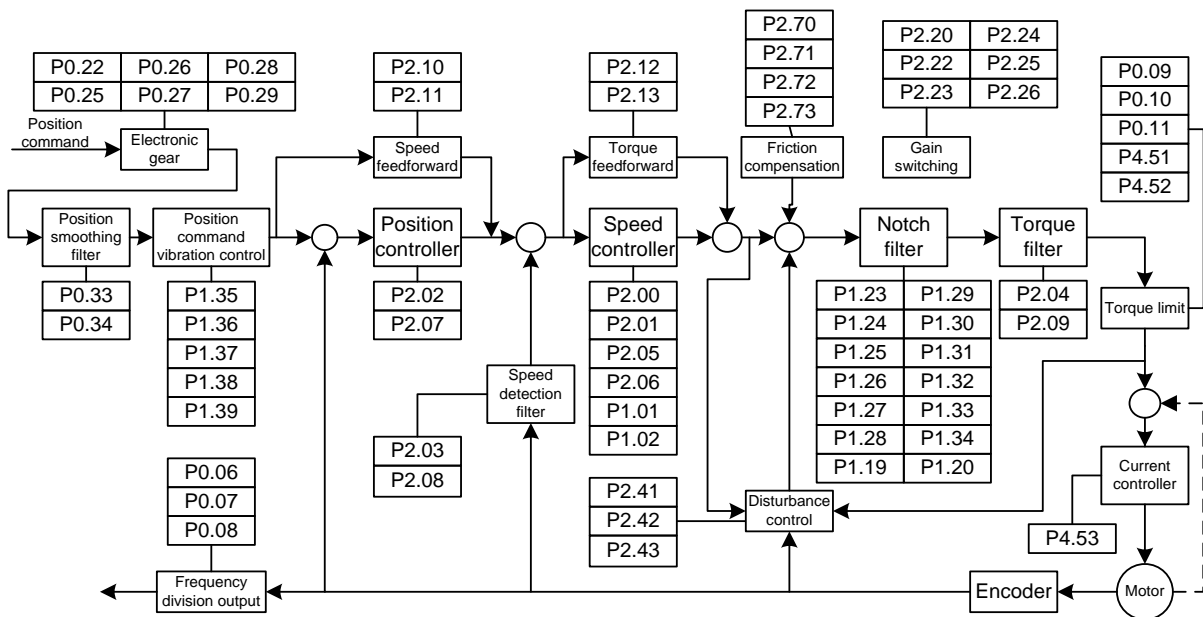 P0.22 P0.26 P0.28
P0.25 P0.27 P0.29
Position
command
Electronic
gear
P2.10
P2.11
Speed
feedforward
P2.12
P2.13
Torque
feedforward
P2.70
P2.71
P2.72
P2.73
Friction
compensation
P2.20 P2.24
P2.22 P2.25
P2.23 P2.26
Gain
switching
P0.09
P0.10
P0.11
P4.51
P4.52
Position
smoothing
filter
P0.33
P0.34
Position
command
vibration control
P1.35
P1.36
P1.37
P1.38
P1.39
Position
controller
P2.02
P2.07
Speed
controller
P2.00
P2.01
P2.05
P2.06
P1.01
P1.02
Notch
filter
P1.23 P1.29
P1.24 P1.30
P1.25 P1.31
P1.26 P1.32
P1.27 P1.33
P1.28 P1.34
P1.19 P1.20
Torque
filter
P2.04
P2.09
Torque limit
Speed
detection
filter
P2.03
P2.08
P2.41
P2.42
P2.43
Disturbance
control
Current
controller
P4.53
P0.06
P0.07
P0.08
Frequency
division output
Encoder
Motor